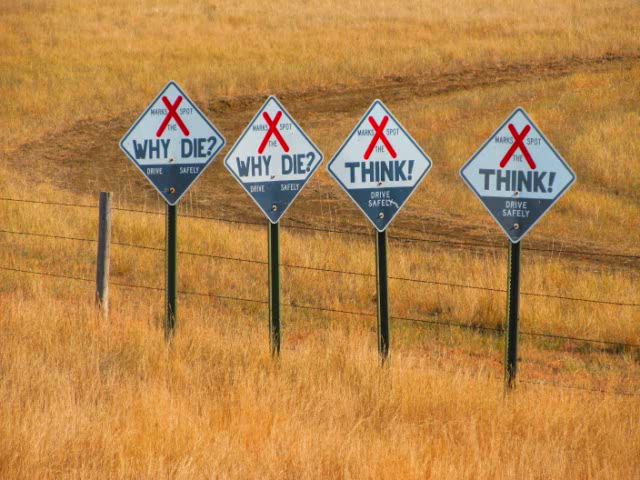 X MARKS THE SPOT
WHY DIE?
DRIVE SAFELY
X MARKS THE SPOT
WHY DIE?
DRIVE SAFELY
X MARKS THE SPOT
THINK!
DRIVE
SAFELY
X MARKS THE SPOT
THINK!
DRIVE
SAFELY